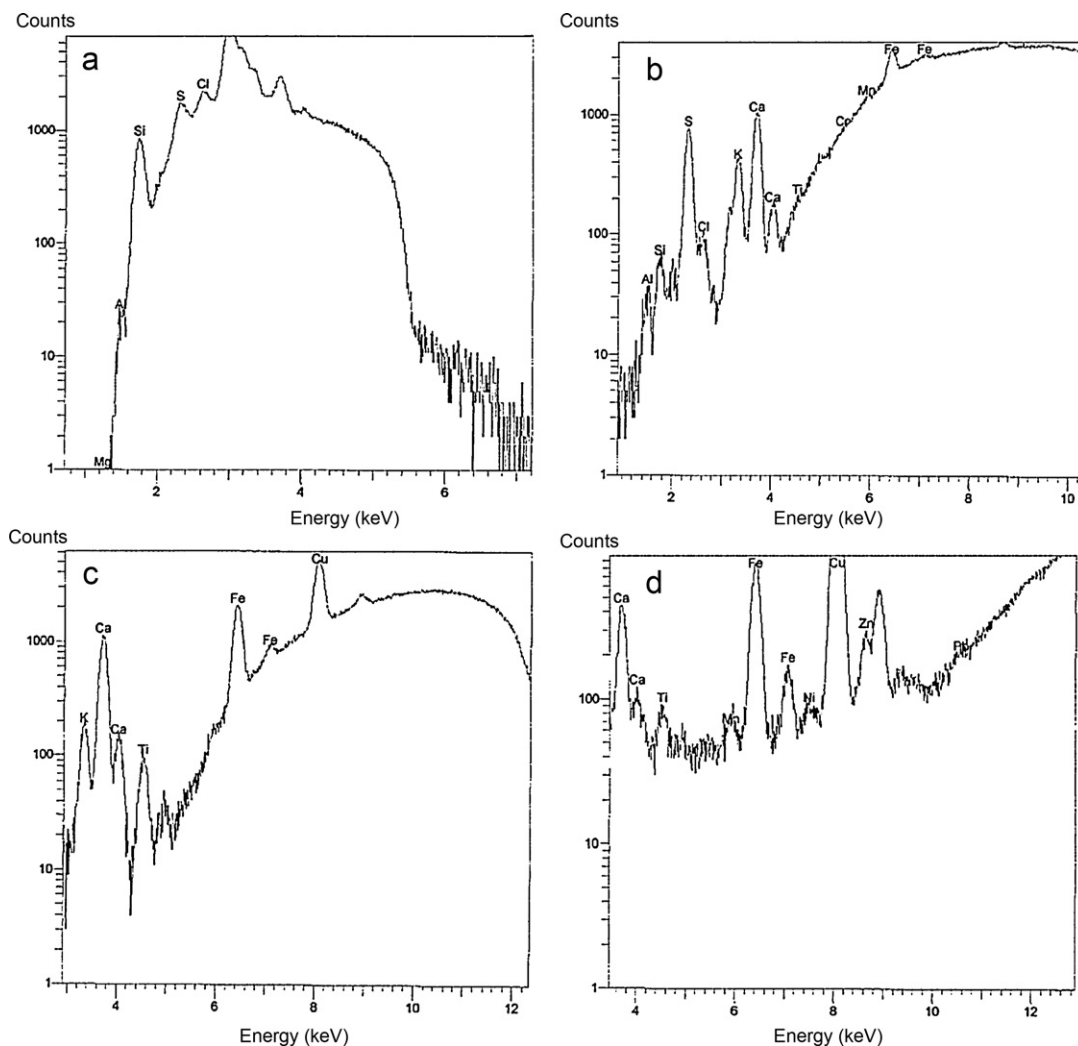 Counts
a
1000
100
10
1
Mg
Al
Si
S
Cl
2
4
6
Energy (keV)
Counts
b
1000
100
10
1
Al
Si
S
Cl
K
Ca
Ca
Ti
Mn
Fe
Fe
2
4
6
8
10
Energy (keV)
Counts
c
1000
100
10
1
K
Ca
Ca
Ti
Fe
Fe
Cu
4
6
8
10
12
Energy (keV)
Counts
d
100
10
1
Ca
Ca
Ti
Mn
Fe
Fe
Ni
Cu
Zn
4
6
8
10
12
Energy (keV)